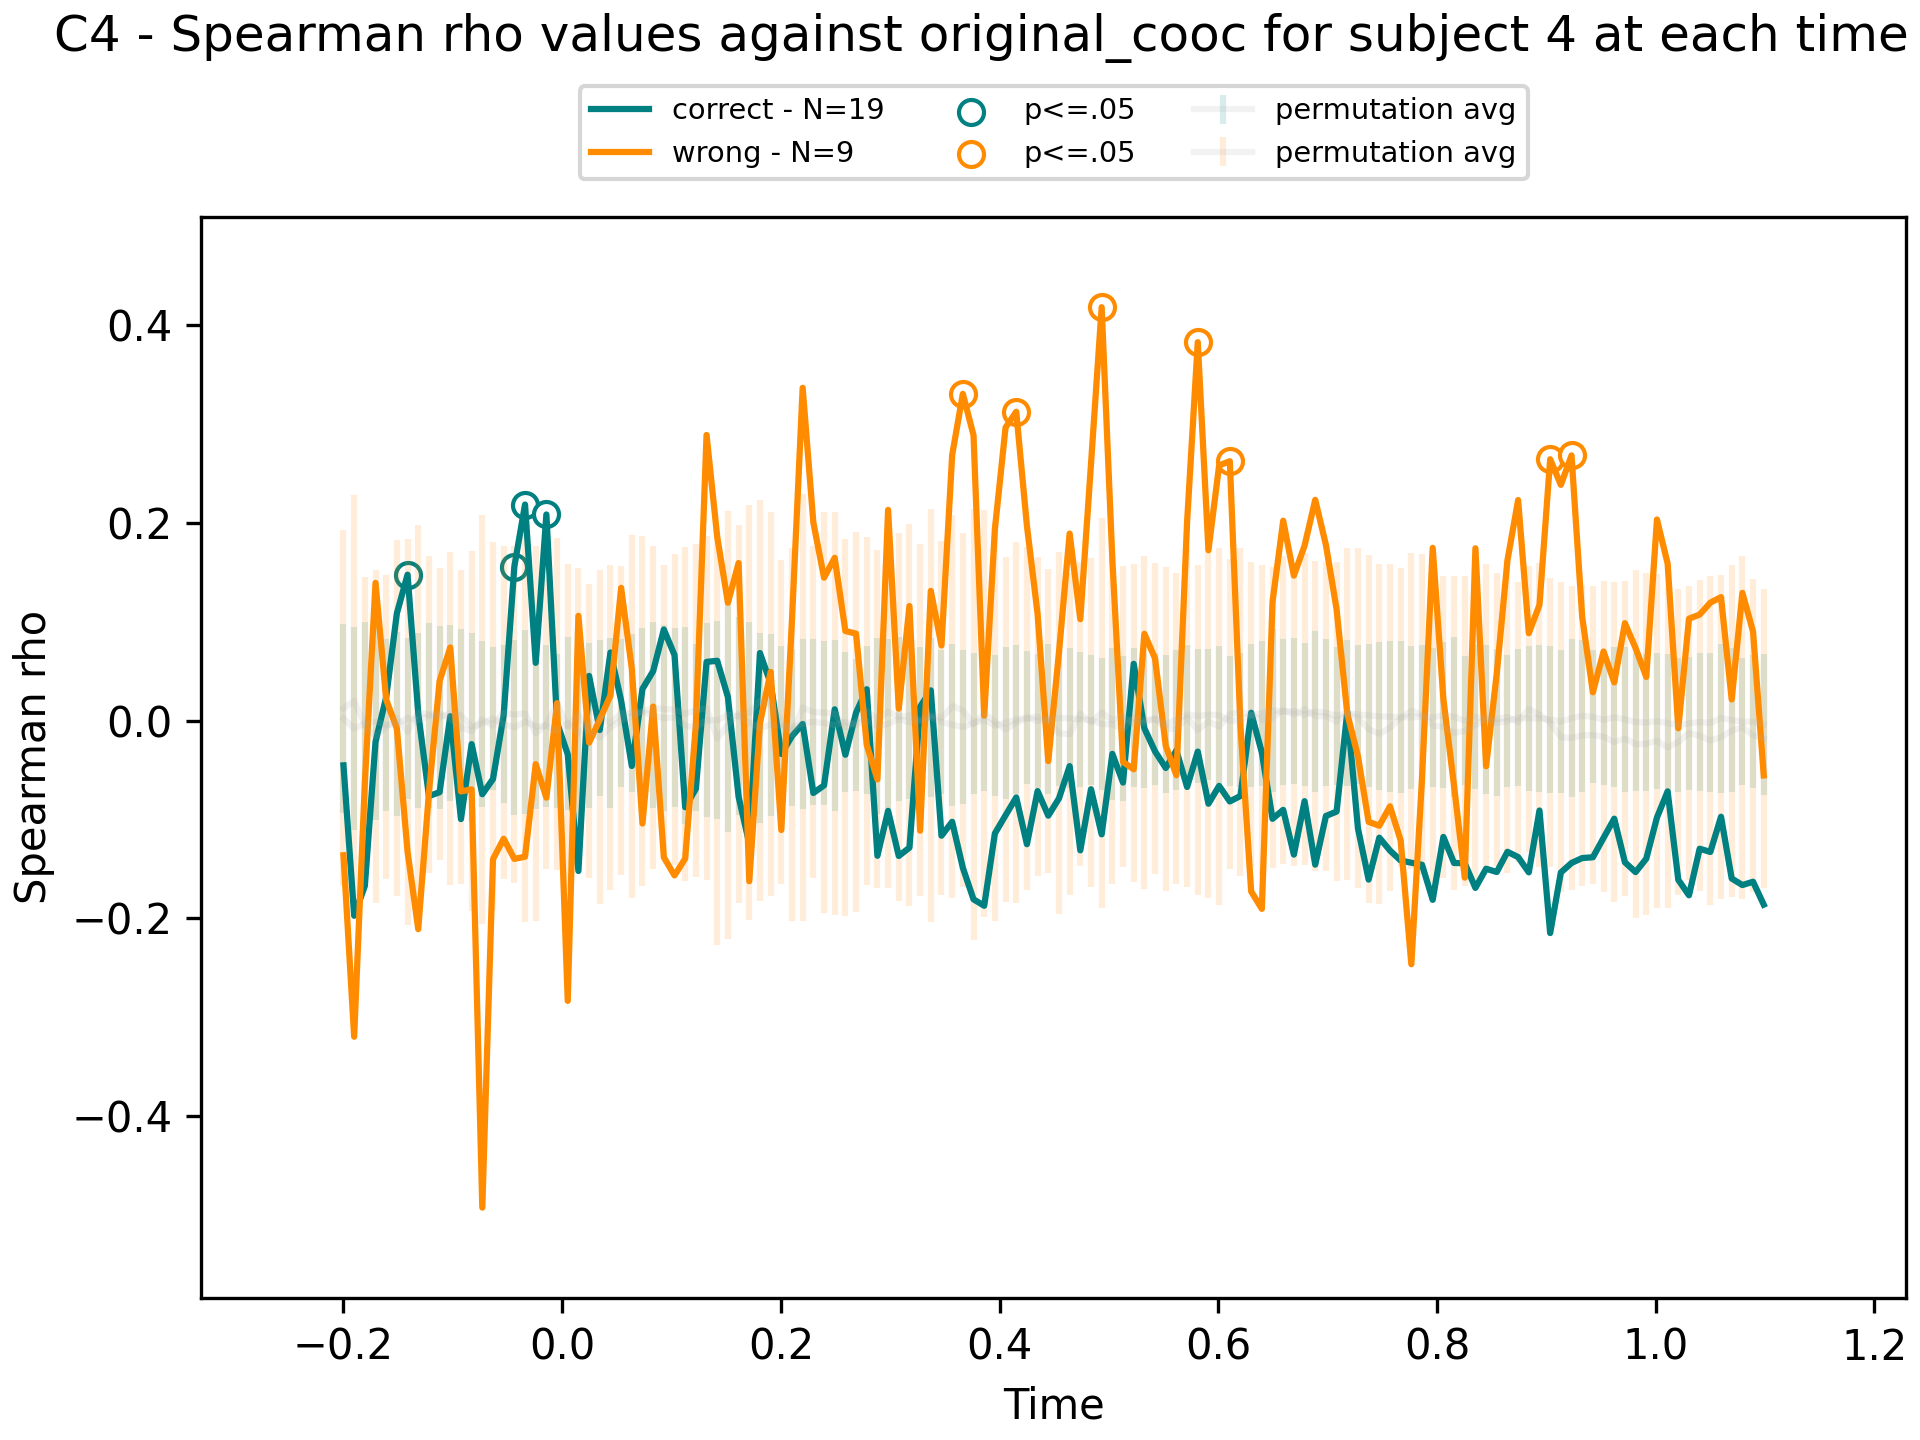 C4 - Spearman rho values against original_cooc for subject 4 at each time
correct - N=19
wrong - N=9
p<=.05
p<=.05
permutation avg
permutation avg
Spearman rho
0.4
0.2
0.0
−0.2
−0.4
−0.2
0.0
0.2
0.4
0.6
0.8
1.0
1.2
Time